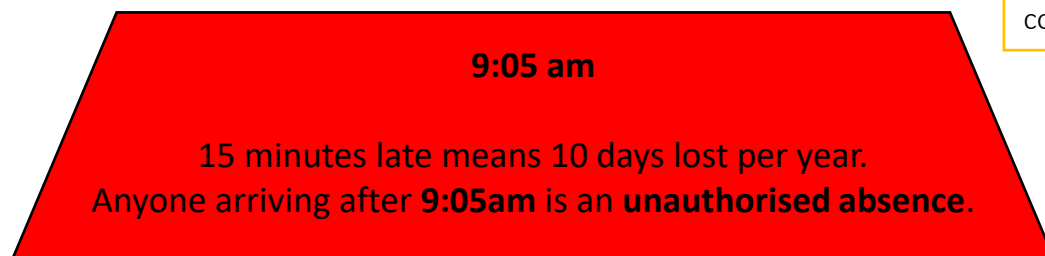 9:05 am
15 minutes late means 10 days lost per year.
Anyone arriving after 9:05am is an unauthorised absence.